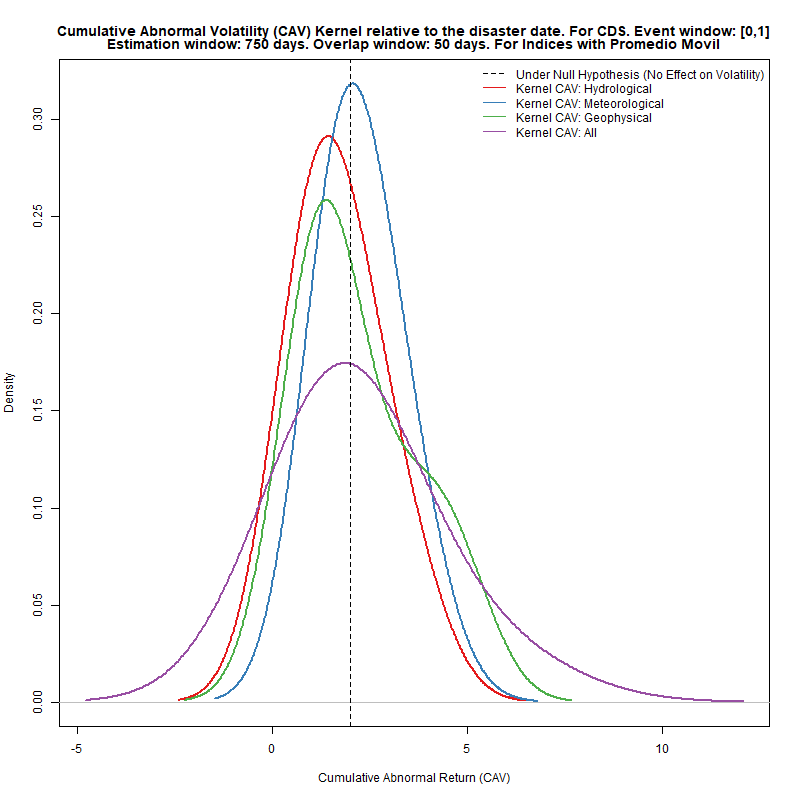 Cumulative Abnormal Volatility (CAV) Kernel relative to the disaster date. For CDS. Event window: [0,1]
Estimation window: 750 days. Overlap window: 50 days. For Indices with Promedio Movil
Under Null Hypothesis (No Effect on Volatility)
Kernel CAV: Hydrological
Kernel CAV: Meteorological
Kernel CAV: Geophysical
Kernel CAV: All
Density
0.30
0.25
0.20
0.15
0.10
0.05
0.00
-5
0
5
10
Cumulative Abnormal Return (CAV)